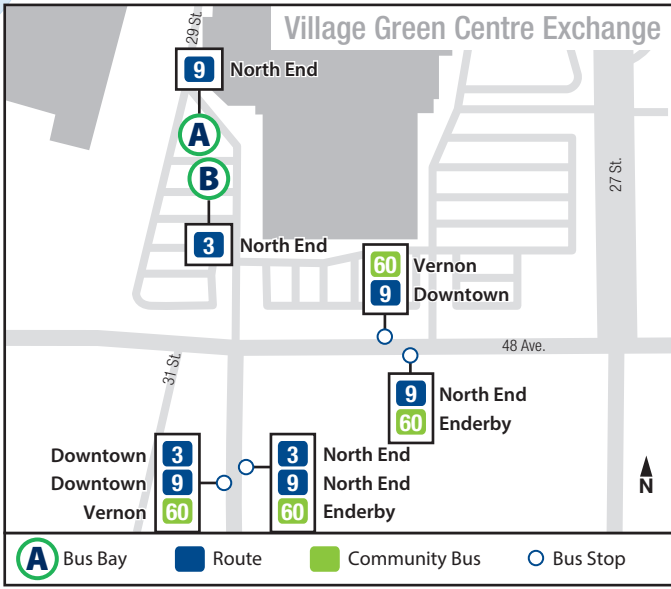 Village Green Centre Exchange
29 St.
9 North End
A
B
3 North End
27 St.
60 Vernon
9 Downtown
48 Ave.
31 St.
9 North End
60 Enderby
Downtown 3
Downtown 9
Vernon 60
3 North End
9 North End
60 Enderby
N
A Bus Bay
Route
Community Bus
Bus Stop